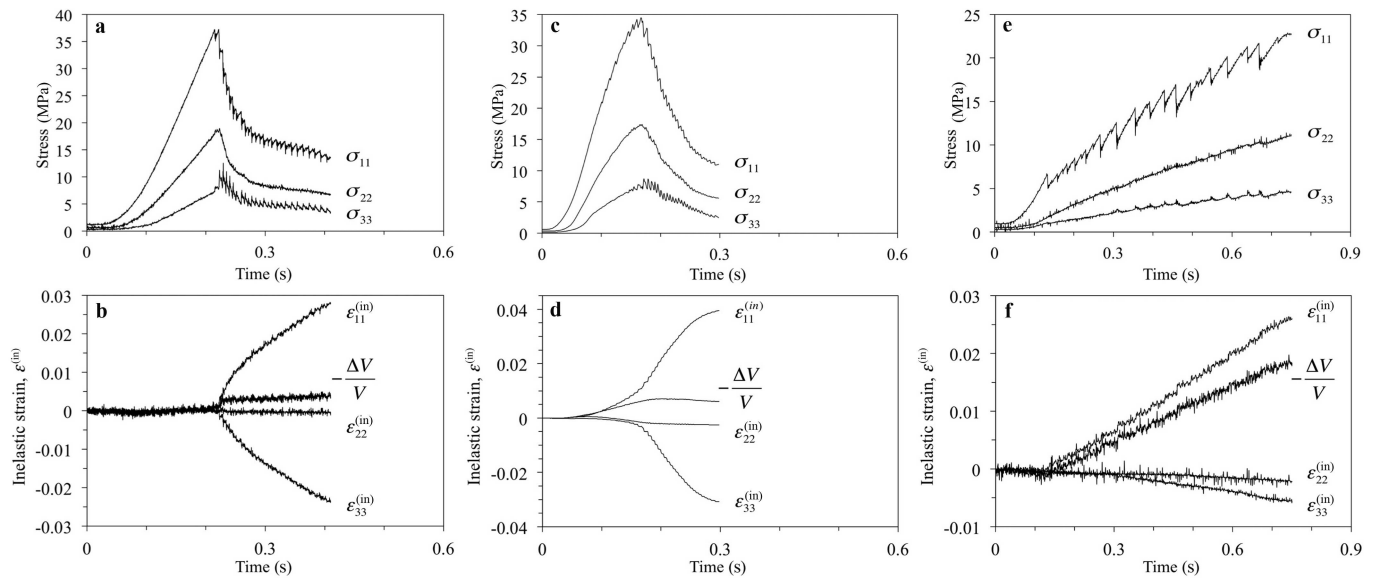 a
Stress (MPa)
40
35
30
25
20
15
10
5
0
σ11
σ22
σ33
0 0.3 0.6
Time (s)
c
Stress (MPa)
35
30
25
20
15
10
5
0
σ11
σ22
σ33
0 0.3 0.6
Time (s)
e
Stress (MPa)
25
20
15
10
5
0
σ11
σ22
σ33
0 0.3 0.6 0.9
Time (s)
b
Inelastic strain, ε(in)
0.03
0.02
0.01
0
-0.01
-0.02
-0.03
ε11(in)
−ΔV/V
ε22(in)
ε33(in)
0 0.3 0.6
Time (s)
d
Inelastic strain, ε(in)
0.04
0.02
0
-0.02
-0.04
ε11(in)
−ΔV/V
ε22(in)
ε33(in)
0 0.3 0.6
Time (s)
f
Inelastic strain, ε(in)
0.03
0.02
0.01
0
-0.01
ε11(in)
−ΔV/V
ε22(in)
ε33(in)
0 0.3 0.6 0.9
Time (s)